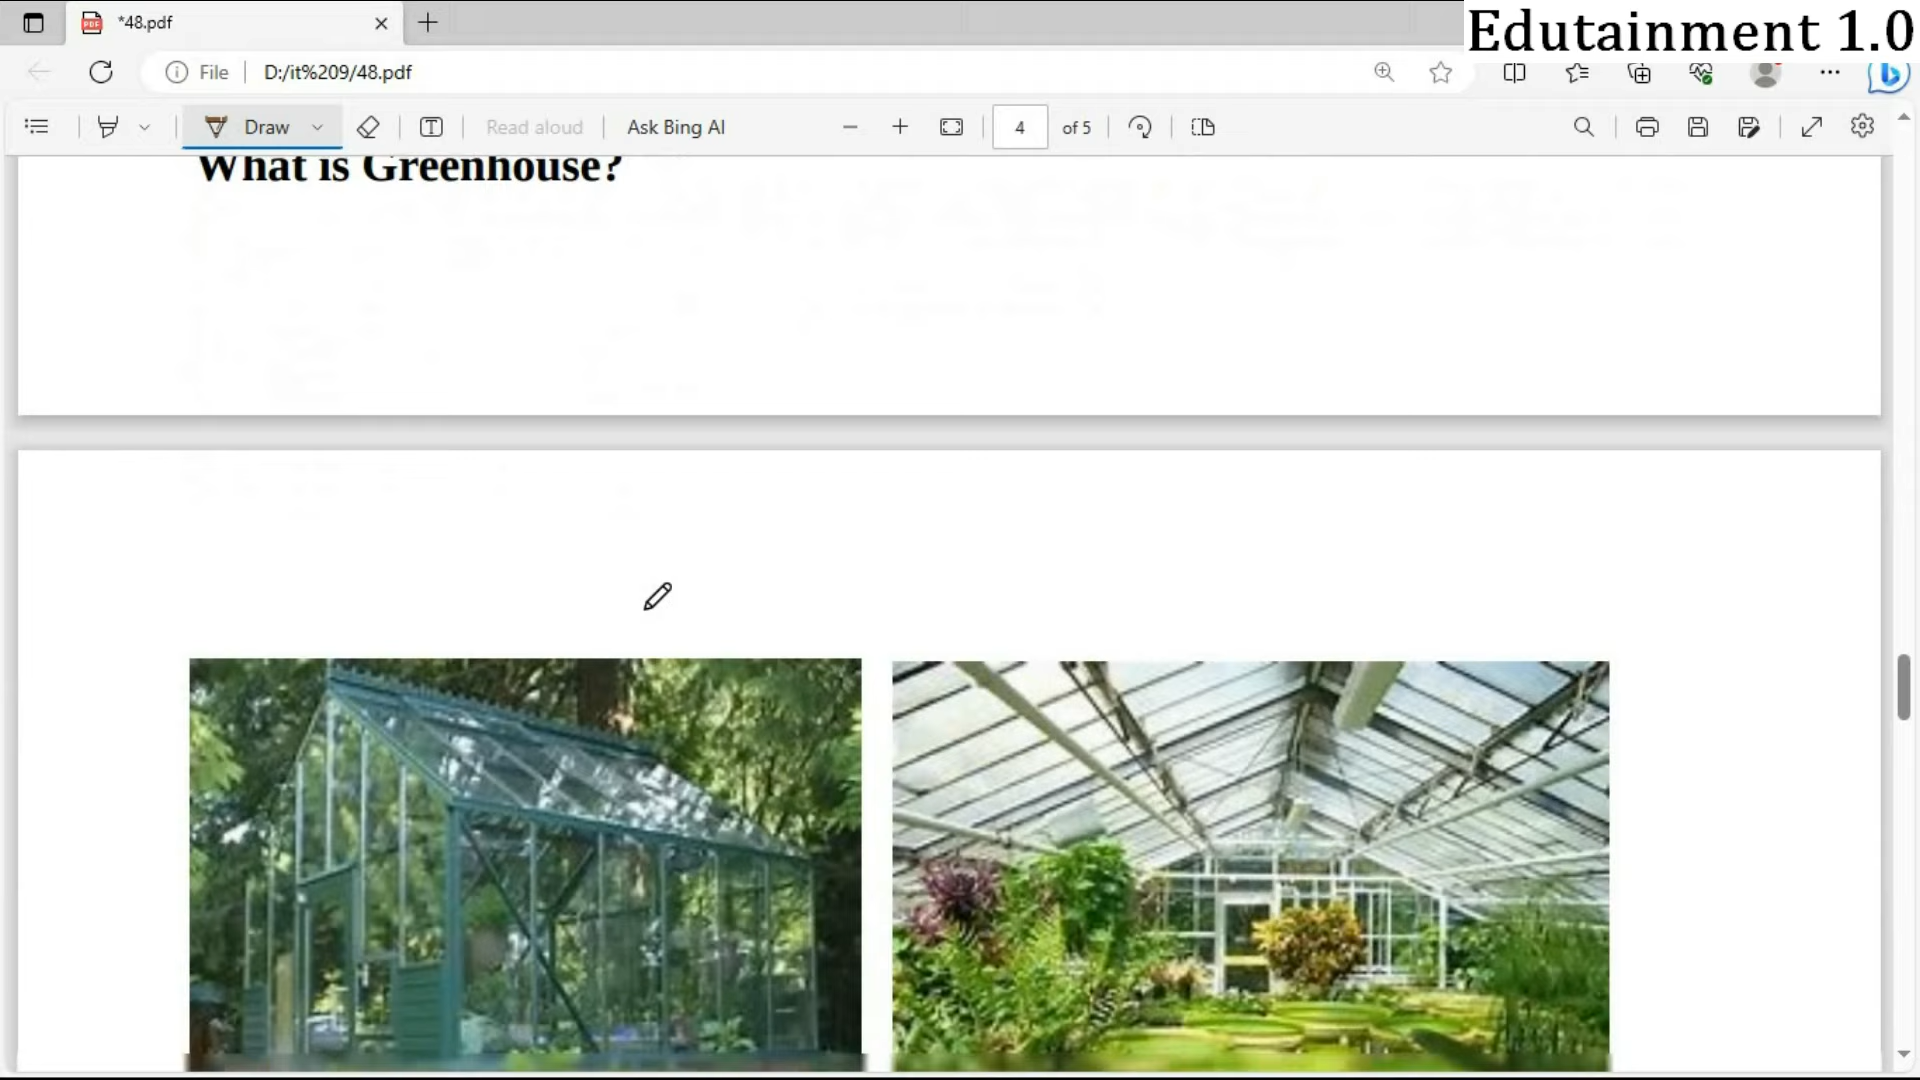 *48.pdf
Edutainment 1.0
File
D:/it%209/48.pdf
Draw
Read aloud
Ask Bing AI
4
of 5
What is Greenhouse?